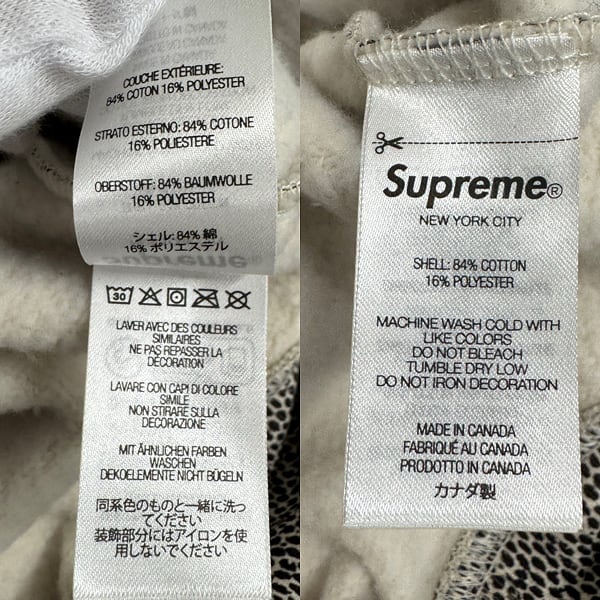 COUCHE EXTÉRIEURE:
84% COTON 16% POLYESTER
STRATO ESTERNO: 84% COTONE
16% POLIESTERE
OBERSTOFF: 84% BAUMWOLLE
16% POLYESTER
シェル: 84% 綿
16% ポリエステル
30
LAVER AVEC DES COULEURS
SIMILAIRES
NE PAS REPASSER LA
DÉCORATION
LAVARE CON CAPI DI COLORE
SIMILE
NON STIRARE SULLA
DECORAZIONE
MIT ÄHNLICHEN FARBEN
WASCHEN
DEKOELEMENTE NICHT BÜGELN
同系色のものと一緒に洗っ
てください
装飾部分にはアイロンを使
用しないでください
Supreme®
NEW YORK CITY
SHELL: 84% COTTON
16% POLYESTER
MACHINE WASH COLD WITH
LIKE COLORS
DO NOT BLEACH
TUMBLE DRY LOW
DO NOT IRON DECORATION
MADE IN CANADA
FABRIQUÉ AU CANADA
PRODOTTO IN CANADA
カナダ製